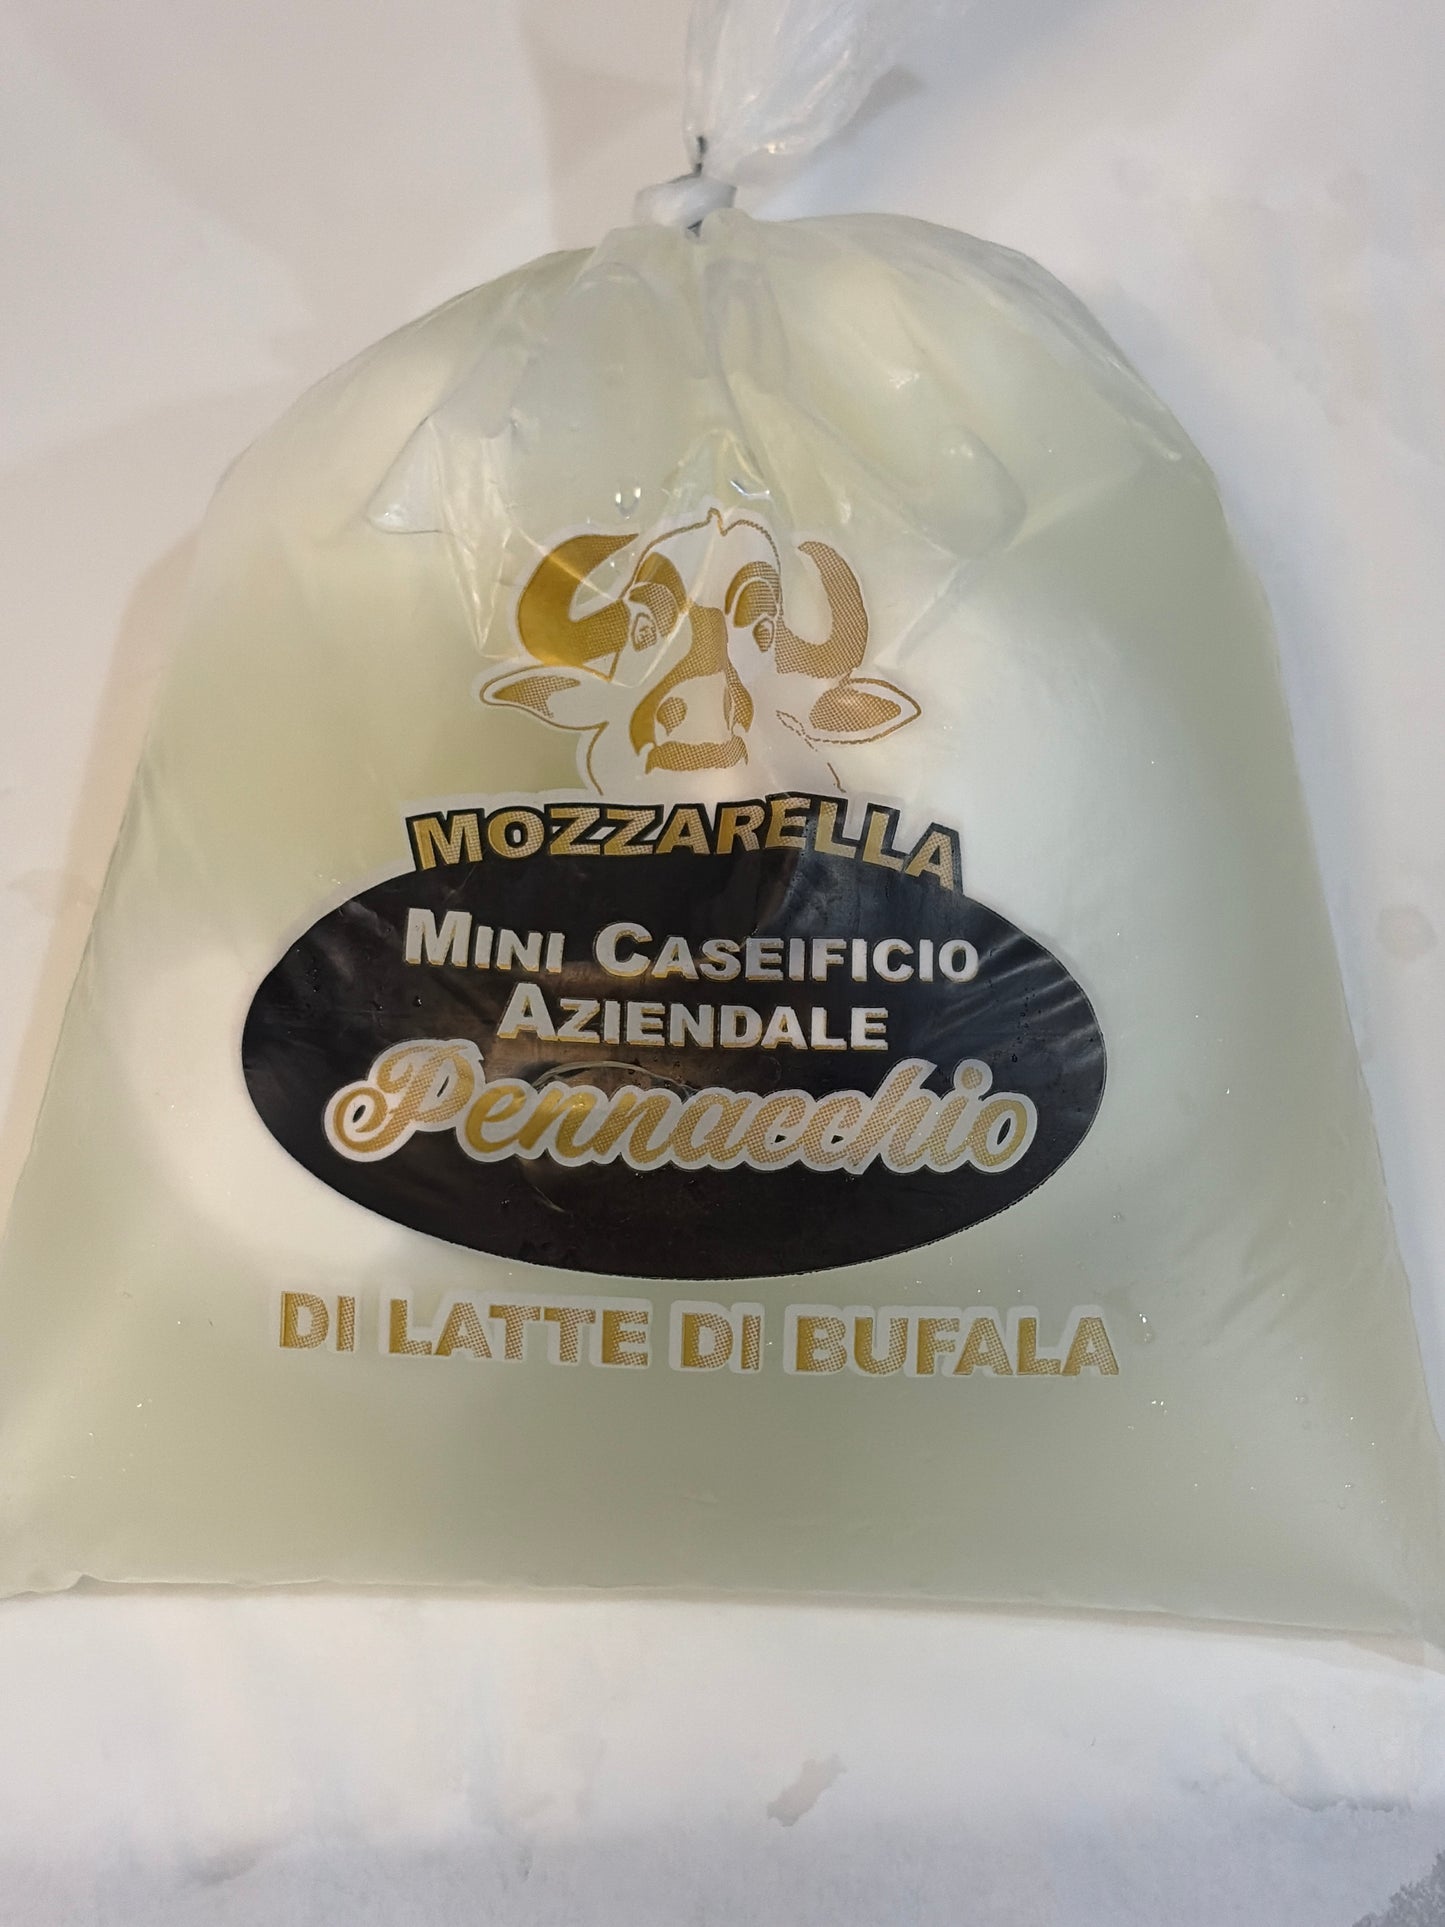 MOZZARELLA
MINI CASEIFICIO
AZIENDALE
Pennacchio
DI LATTE DI BUFALA